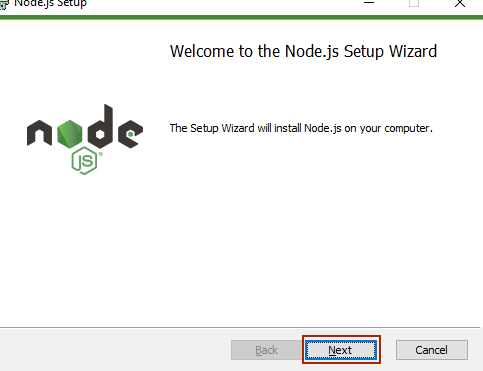 Node.js Setup
Welcome to the Node.js Setup Wizard
node
JS®
The Setup Wizard will install Node.js on your computer.
Back
Next
Cancel